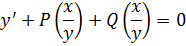 y′ + P(x/y) + Q(x/y) = 0